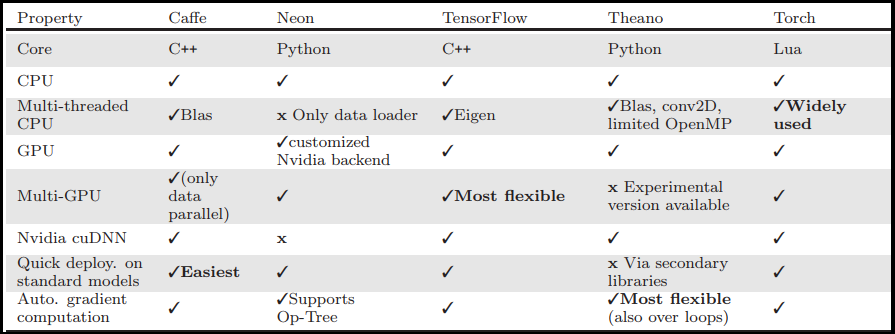 Property Caffe Neon TensorFlow Theano Torch
Core C++ Python C++ Python Lua
CPU ✓ ✓ ✓ ✓ ✓
Multi-threaded CPU ✓Blas x Only data loader ✓Eigen ✓Blas, conv2D, limited OpenMP ✓Widely used
GPU ✓ ✓customized Nvidia backend ✓ ✓ ✓
Multi-GPU ✓(only data parallel) ✓ ✓Most flexible x Experimental version available ✓
Nvidia cuDNN ✓ x ✓ ✓ ✓
Quick deploy. on standard models ✓Easiest ✓ ✓ x Via secondary libraries ✓
Auto. gradient computation ✓ ✓Supports Op-Tree ✓ ✓Most flexible (also over loops) ✓